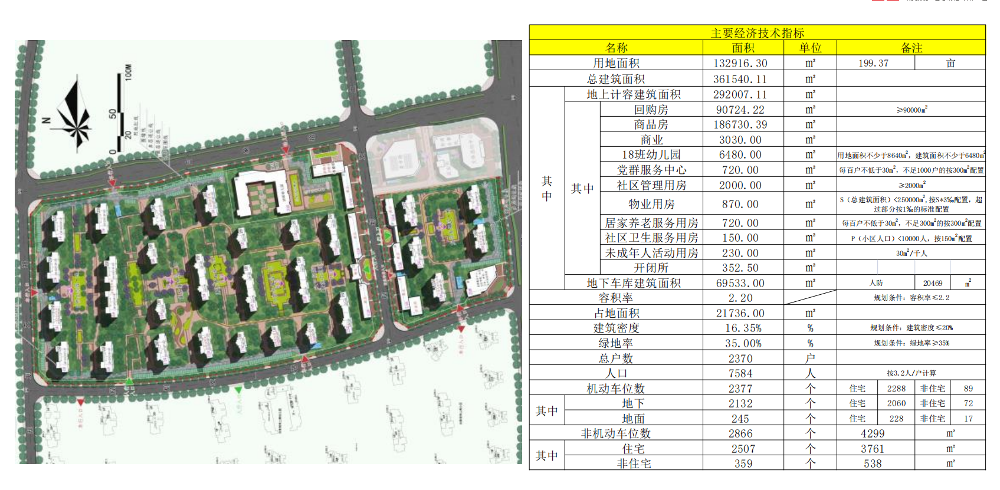 N
0
20
50
100M
用地红线
主要经济技术指标
名称 面积 单位 备注
用地面积 132916.30 m² 199.37 亩
总建筑面积 361540.11 m²
其中
地上计容建筑面积 292007.11 m²
其中
回购房 90724.22 m² ≥90000m²
商品房 186730.39 m²
商业 3030.00 m²
18班幼儿园 6480.00 m² 用地面积不少于8640m², 建筑面积不少于6480m²
党群服务中心 720.00 m² 每百户不低于30m², 不足1000户的按300m²配置
社区管理用房 2000.00 m² ≥2000m²
物业用房 870.00 m² S（总建筑面积）<250000m²,按S*3‰配置，超
过部分按1‰的标准配置
居家养老服务用房 720.00 m² 每百户不低于30m², 不足300m²的按300m²配置
社区卫生服务用房 150.00 m² P（小区人口）<10000人，按150m²配置
未成年人活动用房 230.00 m² 30m²/千人
开闭所 352.50 m²
地下车库建筑面积 69533.00 m² 人防 20469 m²
容积率 2.20 规划条件：容积率≤2.2
占地面积 21736.00 m²
建筑密度 16.35% % 规划条件：建筑密度≤20%
绿地率 35.00% % 规划条件：绿地率≥35%
总户数 2370 户
人口 7584 人 按3.2人/户计算
机动车位数 2377 个 住宅 2288 非住宅 89
其中
地下 2132 个 住宅 2060 非住宅 72
地面 245 个 住宅 228 非住宅 17
非机动车位数 2866 个 4299 m²
其中
住宅 2507 个 3761 m²
非住宅 359 个 538 m²